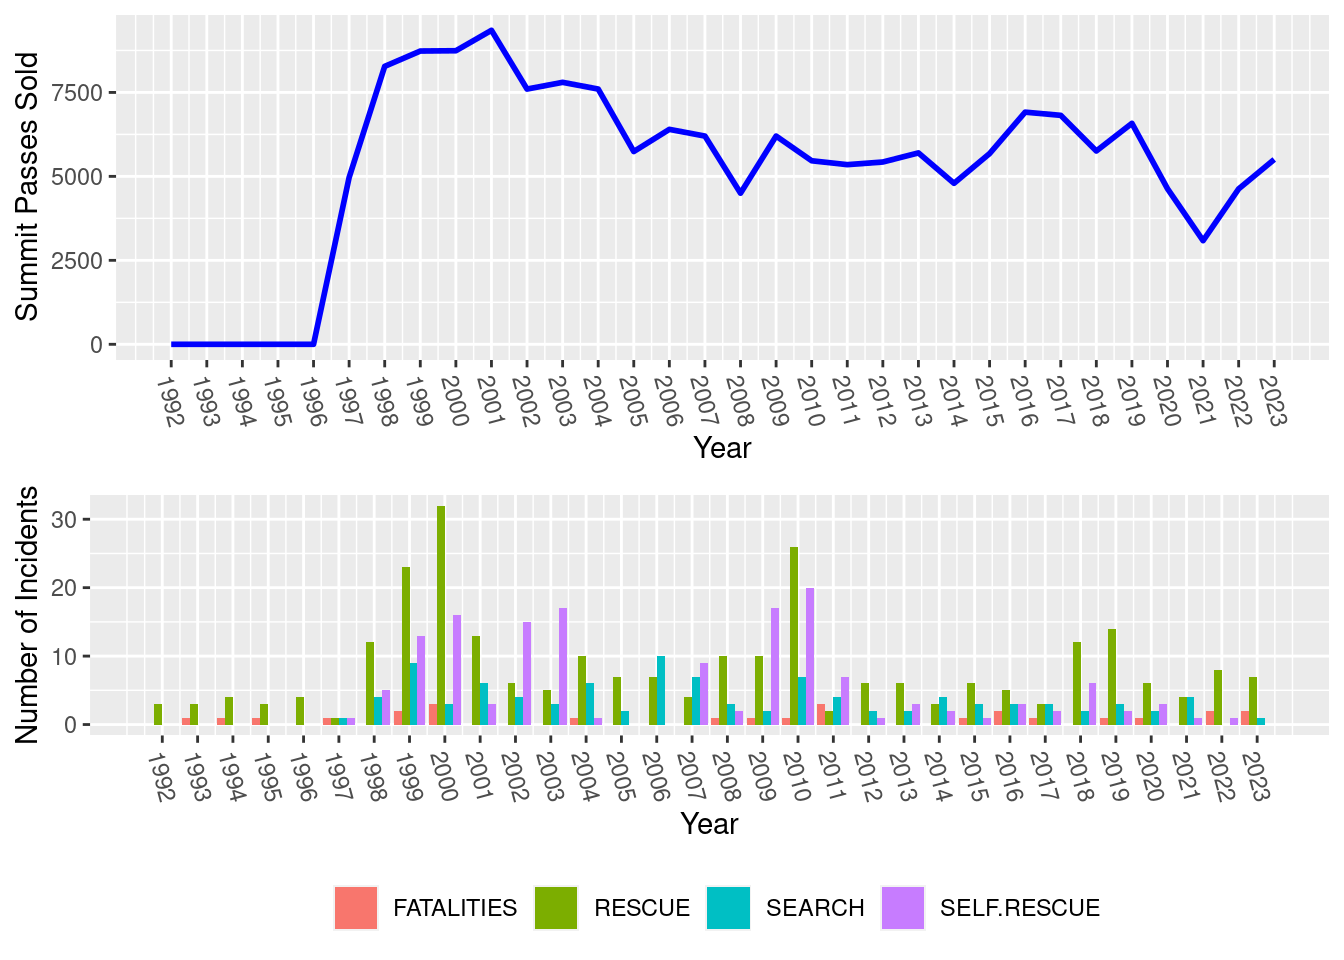 Summit Passes Sold
7500
5000
2500
0
1992 1993 1994 1995 1996 1997 1998 1999 2000 2001 2002 2003 2004 2005 2006 2007 2008 2009 2010 2011 2012 2013 2014 2015 2016 2017 2018 2019 2020 2021 2022 2023
Year
Number of Incidents
30
20
10
0
1992 1993 1994 1995 1996 1997 1998 1999 2000 2001 2002 2003 2004 2005 2006 2007 2008 2009 2010 2011 2012 2013 2014 2015 2016 2017 2018 2019 2020 2021 2022 2023
Year
FATALITIES RESCUE SEARCH SELF.RESCUE